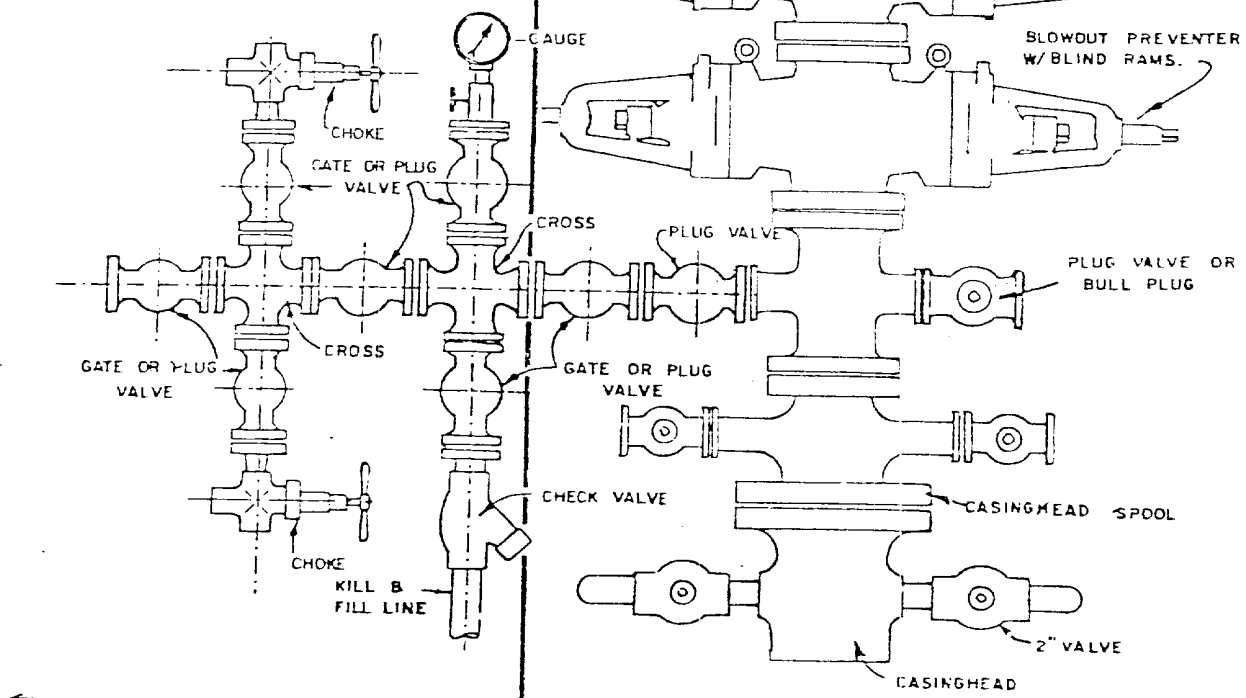 GAUGE
BLOWOUT PREVENTER
W/BLIND RAMS.
CHOKE
GATE OR PLUG
VALVE
CROSS
PLUG VALVE
PLUG VALVE OR
BULL PLUG
CROSS
GATE OR PLUG
VALVE
GATE OR PLUG
VALVE
CHECK VALVE
CASINGHEAD SPOOL
CHOKE
KILL &
FILL LINE
2" VALVE
CASINGHEAD